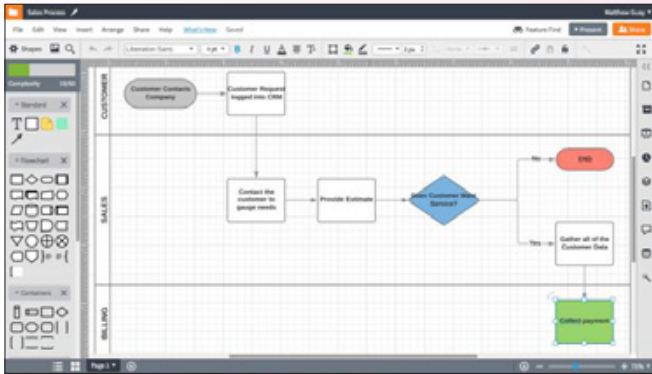 Sales Process
Matthew Guay
File Edit View Insert Arrange Share Help What's New Saved
Feature Find
Present
Share
Shapes
Liberation Sans
Complexity
Standard
T
Flowchart
Containers
CUSTOMER
Customer Contacts
Company
Customer Request
logged into CRM
SALES
Contact the
customer to
gauge needs
Provide Estimate
Does Customer Want
Service?
No
END
Yes
Gather all of the
Customer Data
BILLING
Collect payment
Page 1
75%